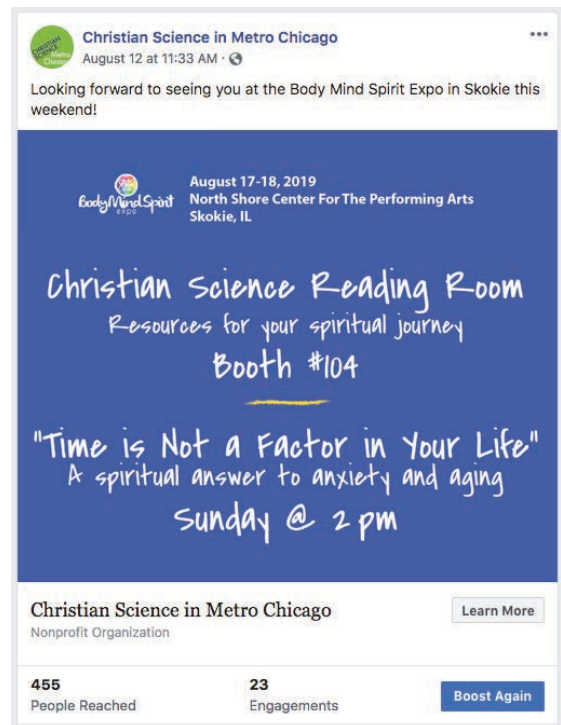 Christian Science in Metro Chicago
August 12 at 11:33 AM ·
Looking forward to seeing you at the Body Mind Spirit Expo in Skokie this
weekend!
August 17-18, 2019
BodyMindSpirit
expo
North Shore Center For The Performing Arts
Skokie, IL
Christian Science Reading Room
Resources for your spiritual journey
Booth #104
"Time is Not a Factor in Your Life"
A spiritual answer to anxiety and aging
Sunday @ 2 pm
Christian Science in Metro Chicago
Learn More
Nonprofit Organization
455
23
People Reached
Engagements
Boost Again